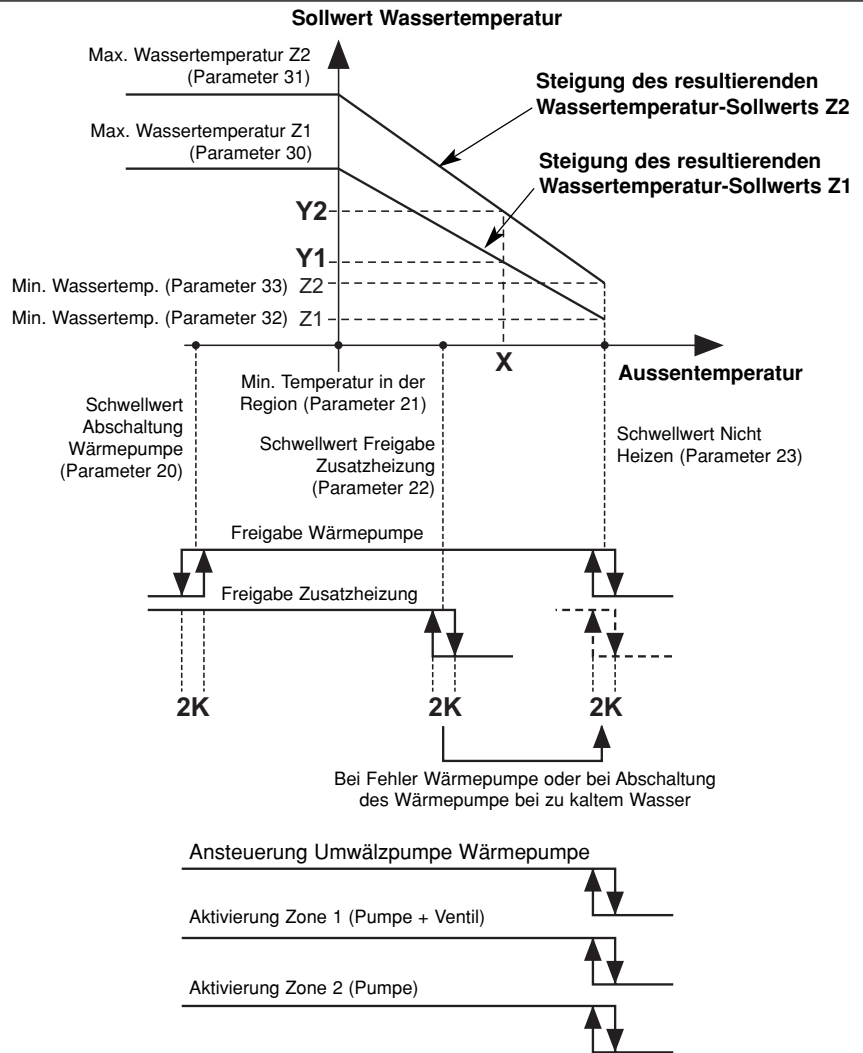 Sollwert Wassertemperatur
Max. Wassertemperatur Z2
(Parameter 31)
Steigung des resultierenden
Wassertemperatur-Sollwerts Z2
Max. Wassertemperatur Z1
(Parameter 30)
Steigung des resultierenden
Wassertemperatur-Sollwerts Z1
Y2
Y1
Min. Wassertemp. (Parameter 33) Z2
Min. Wassertemp. (Parameter 32) Z1
X
Aussentemperatur
Min. Temperatur in der
Region (Parameter 21)
Schwellwert
Abschaltung
Wärmepumpe
(Parameter 20)
Schwellwert Freigabe
Zusatzheizung
(Parameter 22)
Schwellwert Nicht
Heizen (Parameter 23)
Freigabe Wärmepumpe
Freigabe Zusatzheizung
2K 2K 2K
Bei Fehler Wärmepumpe oder bei Abschaltung
des Wärmepumpe bei zu kaltem Wasser
Ansteuerung Umwälzpumpe Wärmepumpe
Aktivierung Zone 1 (Pumpe + Ventil)
Aktivierung Zone 2 (Pumpe)